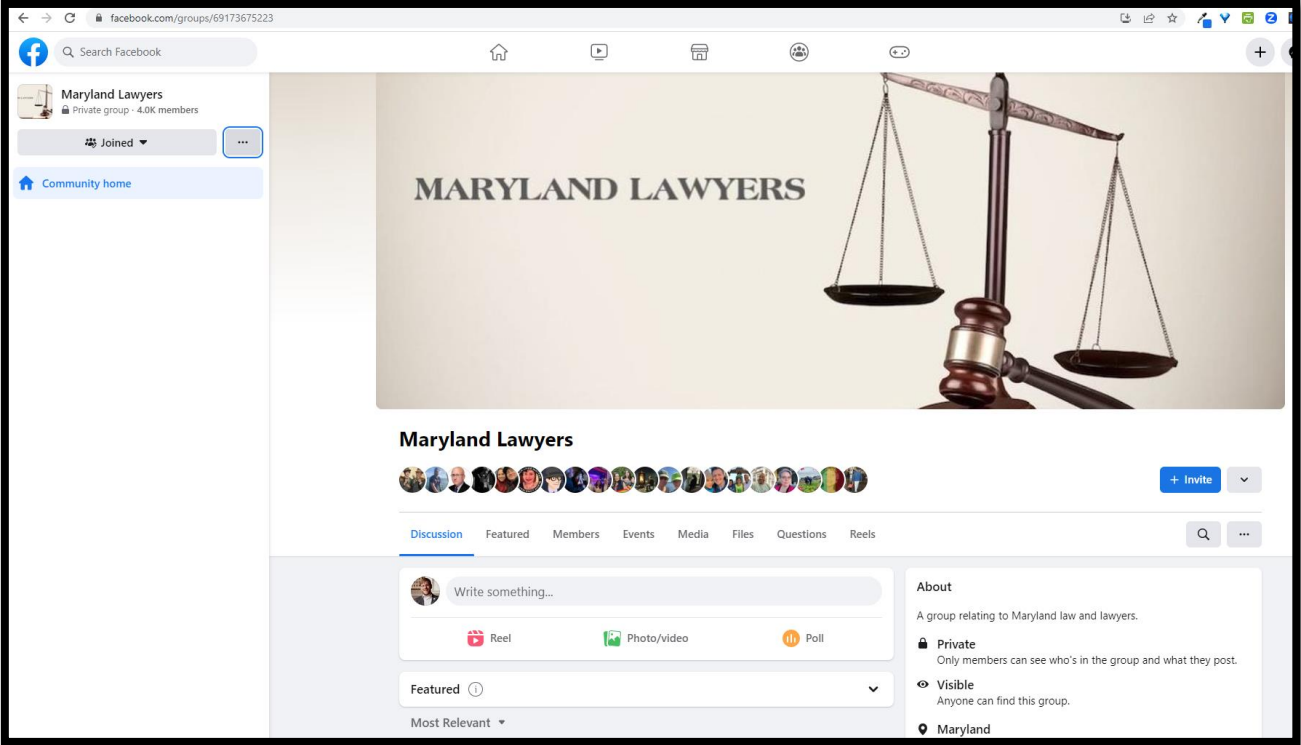 facebook.com/groups/69173675223
Search Facebook
Maryland Lawyers
Private group · 4.0K members
Joined
Community home
MARYLAND LAWYERS
Maryland Lawyers
+ Invite
Discussion Featured Members Events Media Files Questions Reels
Write something...
Reel Photo/video Poll
Featured
Most Relevant
About
A group relating to Maryland law and lawyers.
Private
Only members can see who's in the group and what they post.
Visible
Anyone can find this group.
Maryland